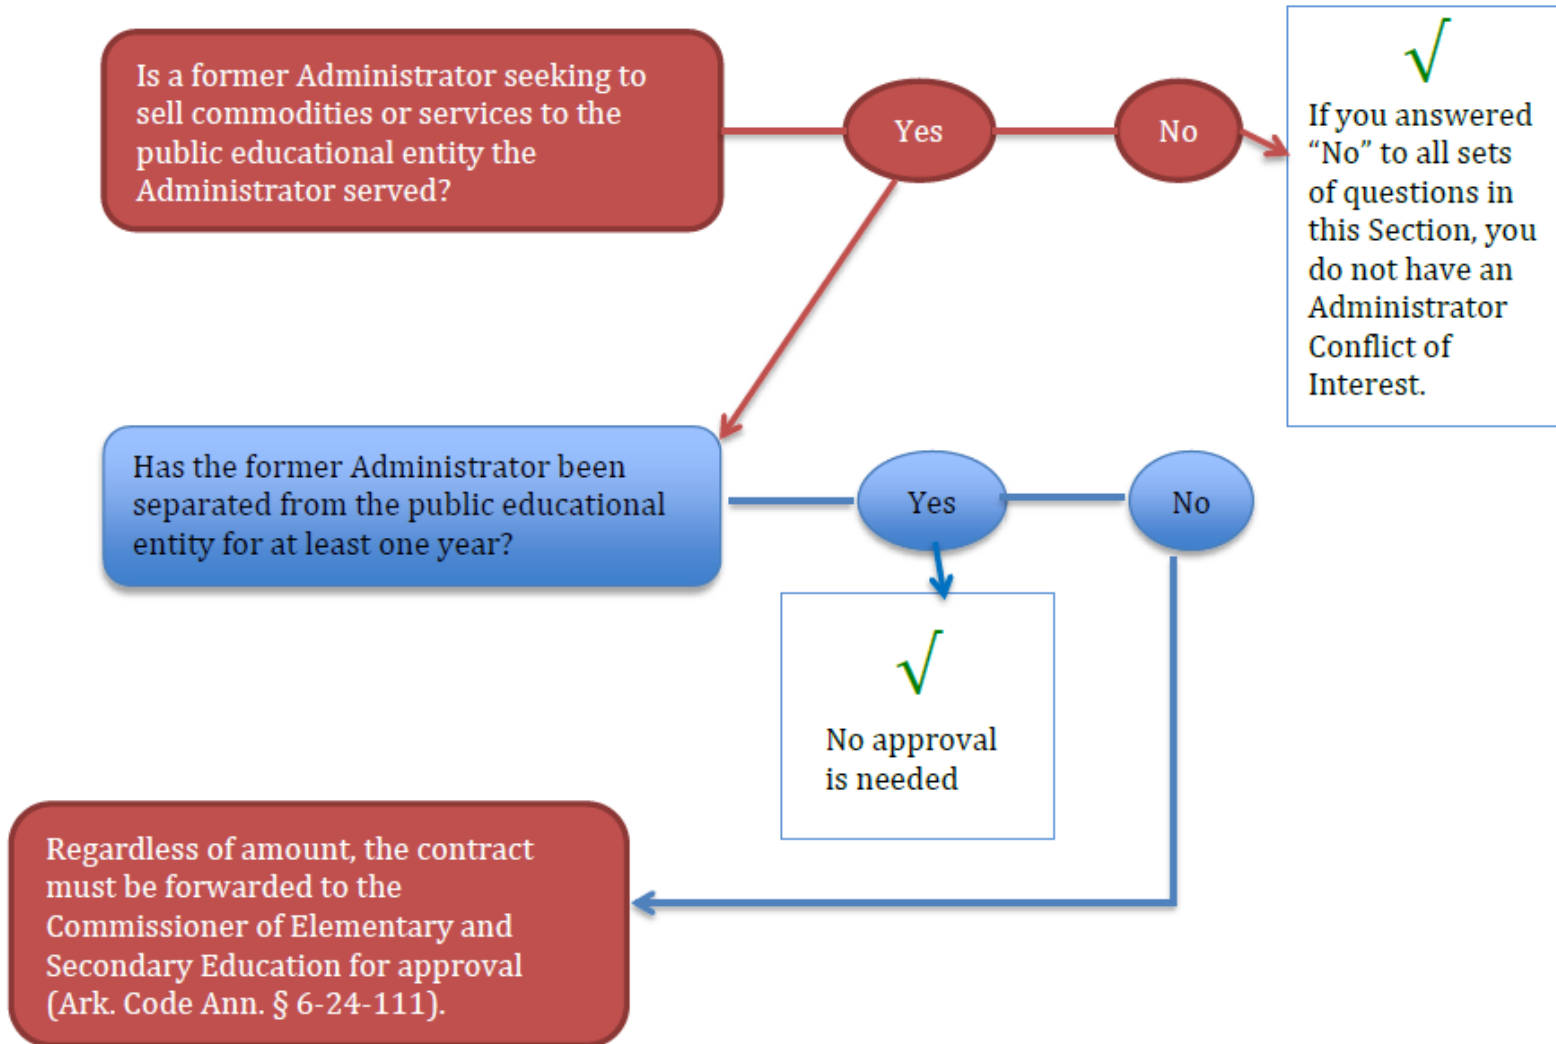 Is a former Administrator seeking to
sell commodities or services to the
public educational entity the
Administrator served?
Yes
No
√
If you answered
“No” to all sets
of questions in
this Section, you
do not have an
Administrator
Conflict of
Interest.
Has the former Administrator been
separated from the public educational
entity for at least one year?
Yes
No
√
No approval
is needed
Regardless of amount, the contract
must be forwarded to the
Commissioner of Elementary and
Secondary Education for approval
(Ark. Code Ann. § 6-24-111).